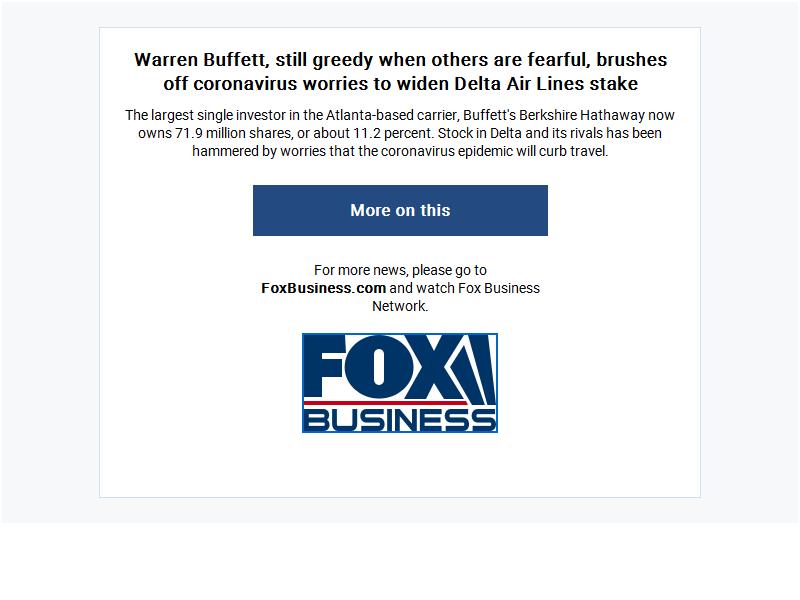 Warren Buffett, still greedy when others are fearful, brushes
off coronavirus worries to widen Delta Air Lines stake
The largest single investor in the Atlanta-based carrier, Buffett's Berkshire Hathaway now
owns 71.9 million shares, or about 11.2 percent. Stock in Delta and its rivals has been
hammered by worries that the coronavirus epidemic will curb travel.
More on this
For more news, please go to
FoxBusiness.com and watch Fox Business
Network.
FOX
BUSINESS